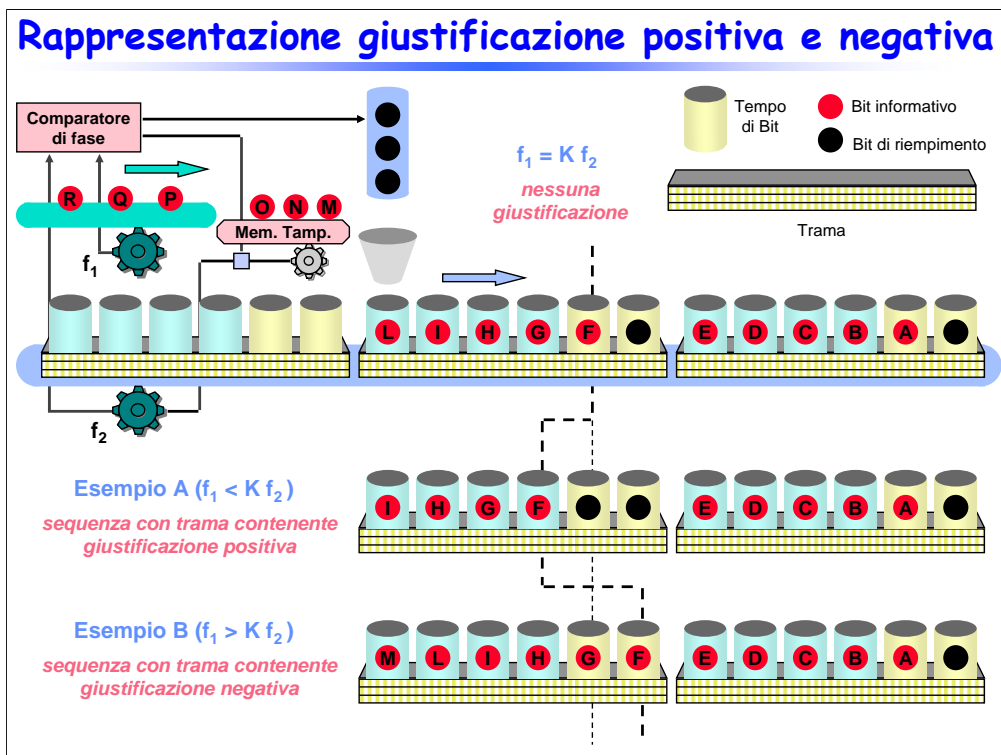 Rappresentazione giustificazione positiva e negativa
Comparatore
di fase
Tempo
di Bit
Bit informativo
Bit di riempimento
f1 = K f2
nessuna
giustificazione
Trama
R Q P
O N M
Mem. Tamp.
f1
L I H G F
E D C B A
f2
Esempio A (f1 < K f2 )
sequenza con trama contenente
giustificazione positiva
I H G F
E D C B A
Esempio B (f1 > K f2 )
sequenza con trama contenente
giustificazione negativa
M L I H G F
E D C B A